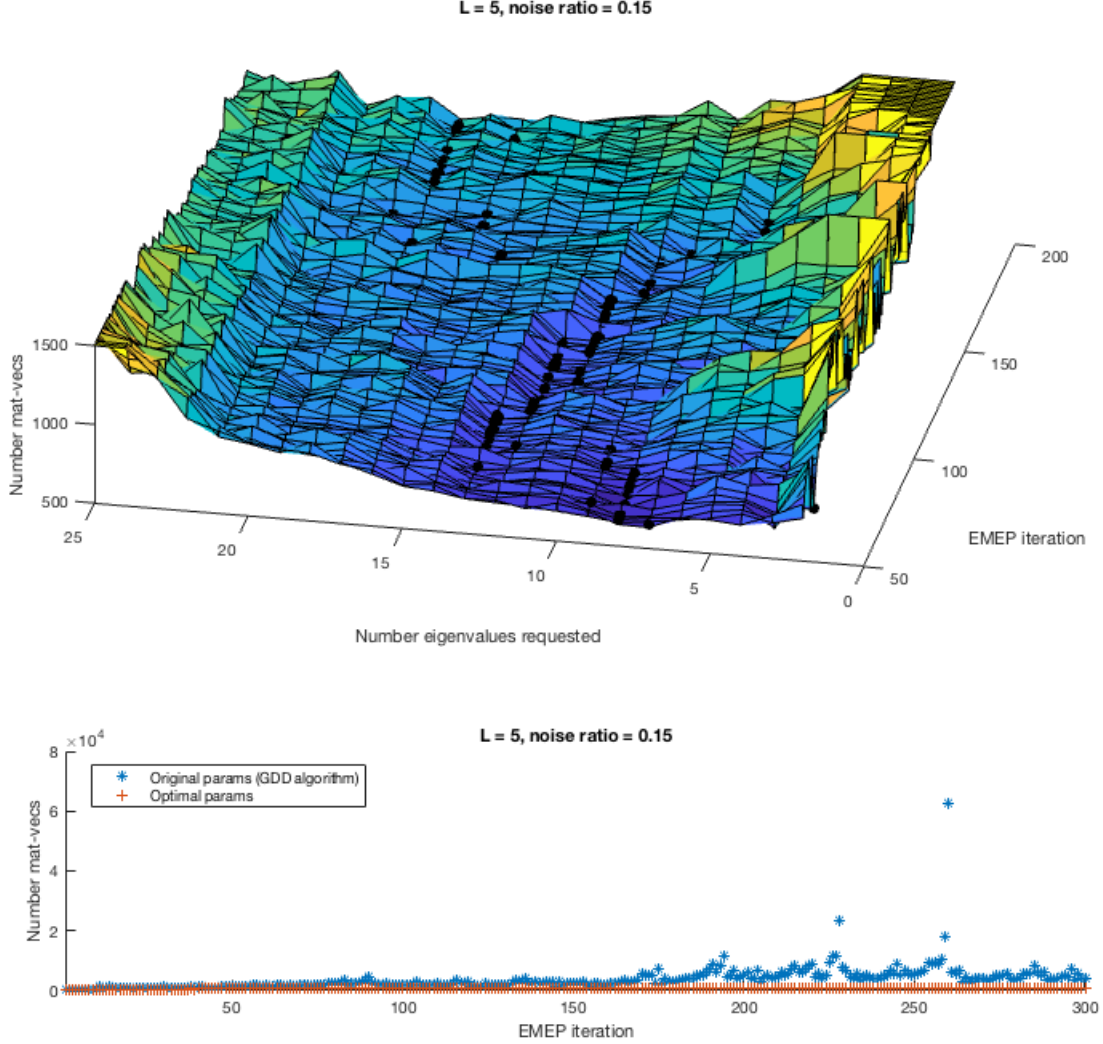 L = 5, noise ratio = 0.15
200
150
100
50
EMEP iteration
1500
1000
500
Number mat-vecs
25
20
15
10
5
0
Number eigenvalues requested
L = 5, noise ratio = 0.15
×10⁴
8
6
4
2
0
Number mat-vecs
Original params (GDD algorithm)
Optimal params
50
100
150
200
250
300
EMEP iteration